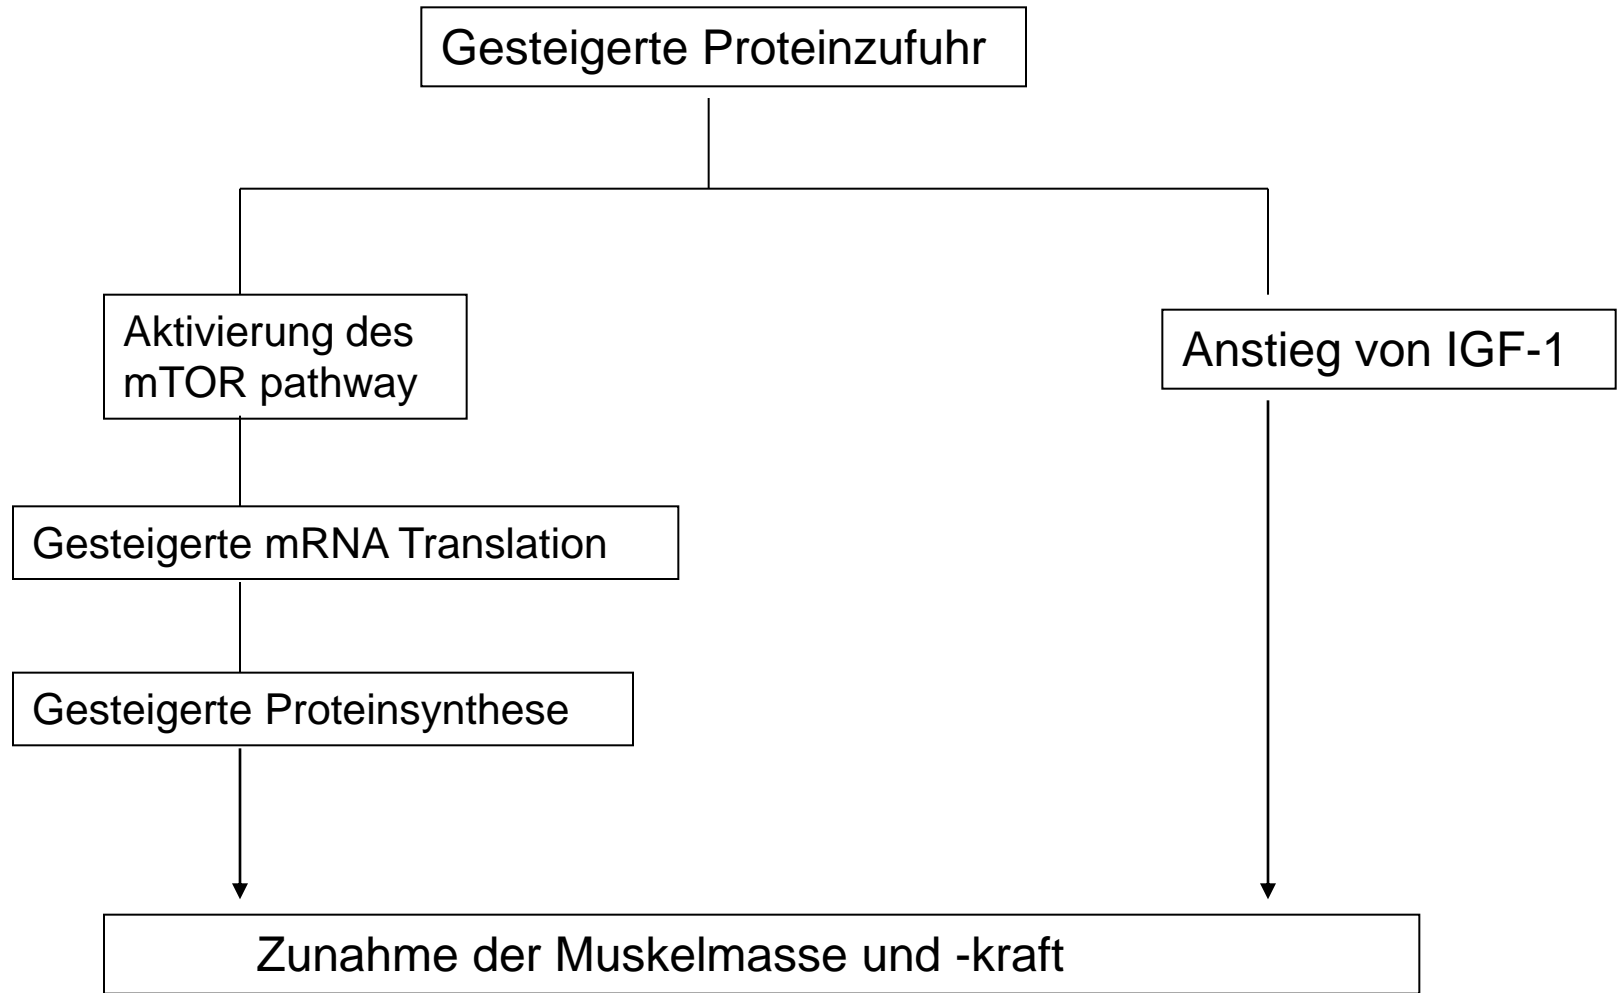 Gesteigerte Proteinzufuhr
Aktivierung des
mTOR pathway
Anstieg von IGF-1
Gesteigerte mRNA Translation
Gesteigerte Proteinsynthese
Zunahme der Muskelmasse und -kraft